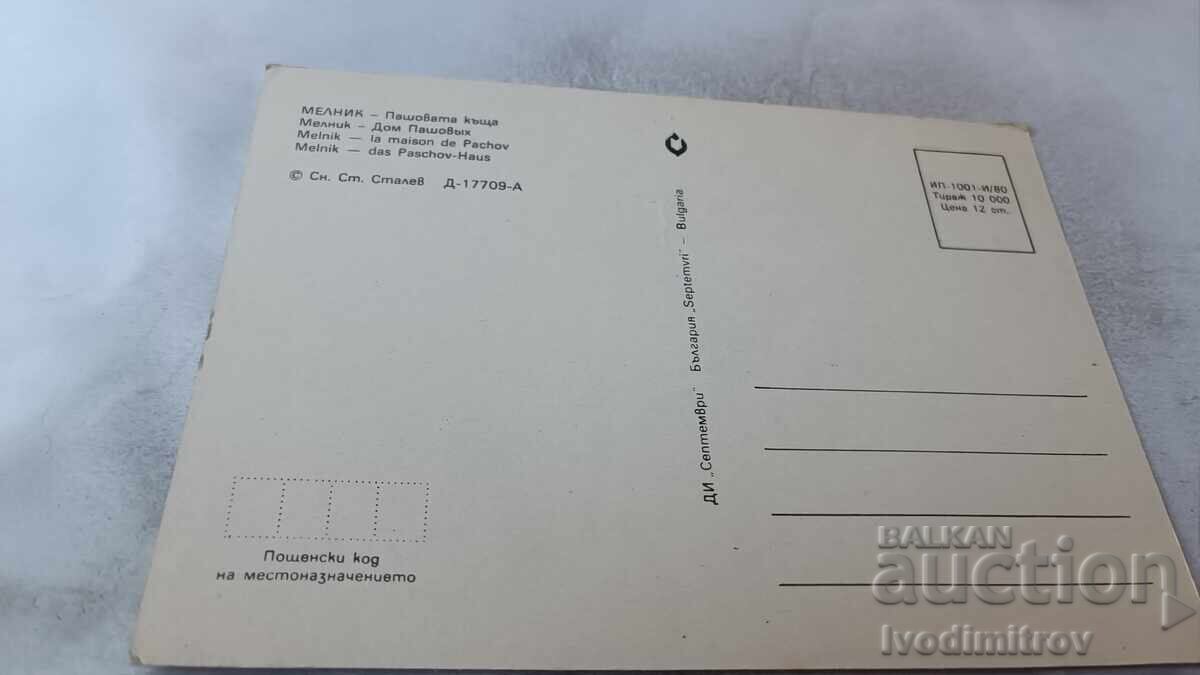 МЕЛНИК – Пашовата къща
Мелник – Дом Пашовых
Melnik — la maison de Pachov
Melnik — das Paschov-Haus
© Сн. Ст. Сталев Д-17709-А
ДИ „Септември" България „Septemvri" – Bulgaria
ИП-1001-И/80
Тираж 10 000
Цена 12 ст.
Пощенски код
на местоназначението
BALKAN
auction
Ivodimitrov